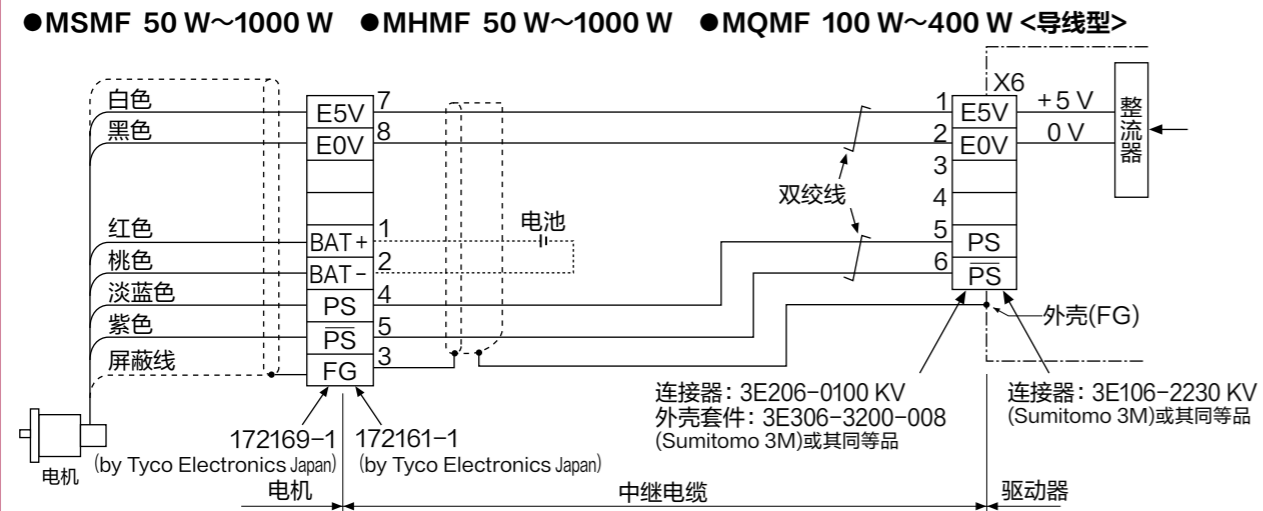 ●MSMF 50 W～1000 W ●MHMF 50 W～1000 W ●MQMF 100 W～400 W <导线型>
X6
白色 E5V 7 1 E5V +5 V
黑色 E0V 8 2 E0V 0 V
整流器
3
双绞线
4
电池
红色 BAT+ 1 5 PS
桃色 BAT- 2 6 P̅S̅
淡蓝色 PS 4
紫色 P̅S̅ 5
外壳(FG)
屏蔽线 FG 3
连接器：3E206-0100 KV
外壳套件：3E306-3200-008
(Sumitomo 3M)或其同等品
连接器：3E106-2230 KV
(Sumitomo 3M)或其同等品
172169-1
(by Tyco Electronics Japan)
172161-1
(by Tyco Electronics Japan)
电机
电机 中继电缆 驱动器